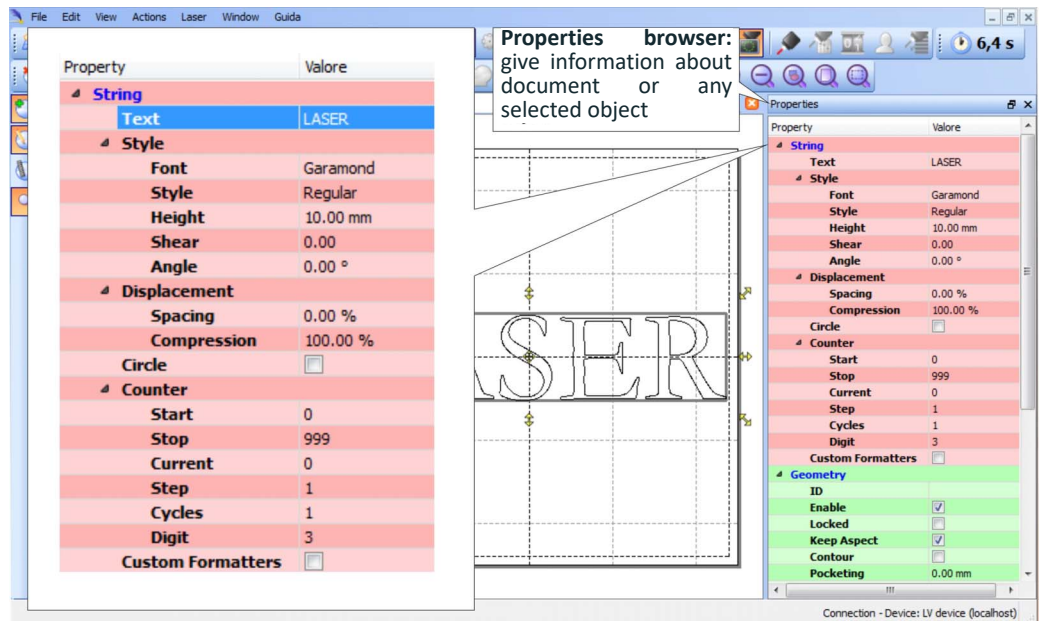 File Edit View Actions Laser Window Guida
Properties browser:
give information about
document or any
selected object
6,4 s
Property Valore
String
Text LASER
Style
Font Garamond
Style Regular
Height 10.00 mm
Shear 0.00
Angle 0.00 °
Displacement
Spacing 0.00 %
Compression 100.00 %
Circle
Counter
Start 0
Stop 999
Current 0
Step 1
Cycles 1
Digit 3
Custom Formatters
ASER
Properties
Property Valore
String
Text LASER
Style
Font Garamond
Style Regular
Height 10.00 mm
Shear 0.00
Angle 0.00 °
Displacement
Spacing 0.00 %
Compression 100.00 %
Circle
Counter
Start 0
Stop 999
Current 0
Step 1
Cycles 1
Digit 3
Custom Formatters
Geometry
ID
Enable
Locked
Keep Aspect
Contour
Pocketing 0.00 mm
Connection - Device: LV device (localhost)